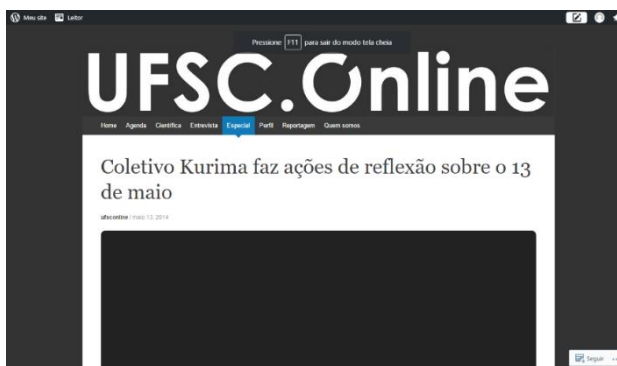 Meu site Leitor
Pressione F11 para sair do modo tela cheia
UFSC.Online
Home Agenda Científica Entrevista Especial Perfil Reportagem Quem somos
Coletivo Kurima faz ações de reflexão sobre o 13
de maio
ufsconline / maio 13, 2014
Seguir ...